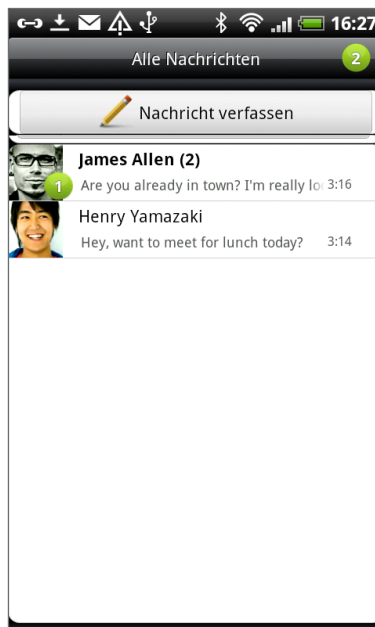 16:27
Alle Nachrichten
2
Nachricht verfassen
James Allen (2)
1
Are you already in town? I'm really lo 3:16
Henry Yamazaki
Hey, want to meet for lunch today? 3:14